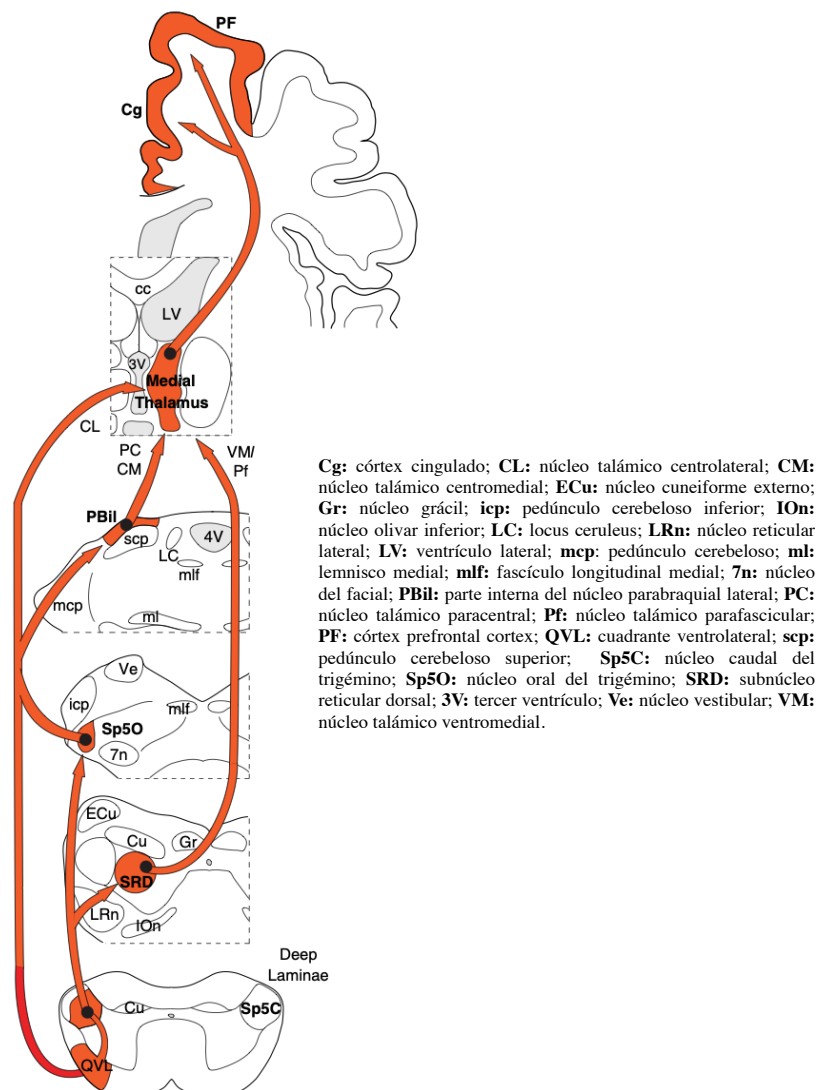 PF
Cg
cc
LV
3V
Medial
Thalamus
CL
PC
CM
VM/
Pf
PBil
scp
LC
4V
mlf
mcp
ml
Ve
icp
mlf
Sp5O
7n
ECu
Cu
Gr
SRD
LRn
IOn
Deep
Laminae
Cu
Sp5C
QVL
Cg: córtex cingulado; CL: núcleo talámico centrolateral; CM:
núcleo talámico centromedial; ECu: núcleo cuneiforme externo;
Gr: núcleo grácil; icp: pedúnculo cerebeloso inferior; IOn:
núcleo olivar inferior; LC: locus ceruleus; LRn: núcleo reticular
lateral; LV: ventrículo lateral; mcp: pedúnculo cerebeloso; ml:
lemnisco medial; mlf: fascículo longitudinal medial; 7n: núcleo
del facial; PBil: parte interna del núcleo parabraquial lateral; PC:
núcleo talámico paracentral; Pf: núcleo talámico parafascicular;
PF: córtex prefrontal cortex; QVL: cuadrante ventrolateral; scp:
pedúnculo cerebeloso superior; Sp5C: núcleo caudal del
trigémino; Sp5O: núcleo oral del trigémino; SRD: subnúcleo
reticular dorsal; 3V: tercer ventrículo; Ve: núcleo vestibular; VM:
núcleo talámico ventromedial.